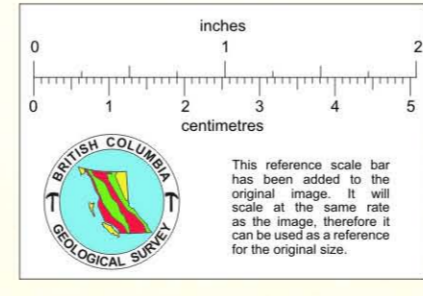 inches
0 1 2
0 1 2 3 4 5
centimetres
BRITISH COLUMBIA
GEOLOGICAL SURVEY
This reference scale bar
has been added to the
original image. It will
scale at the same rate
as the image, therefore it
can be used as a reference
for the original size.